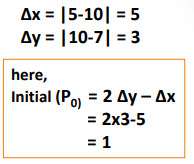 Δx = |5-10| = 5
Δy = |10-7| = 3
here,
Initial (P₀) = 2 Δy – Δx
= 2x3-5
= 1